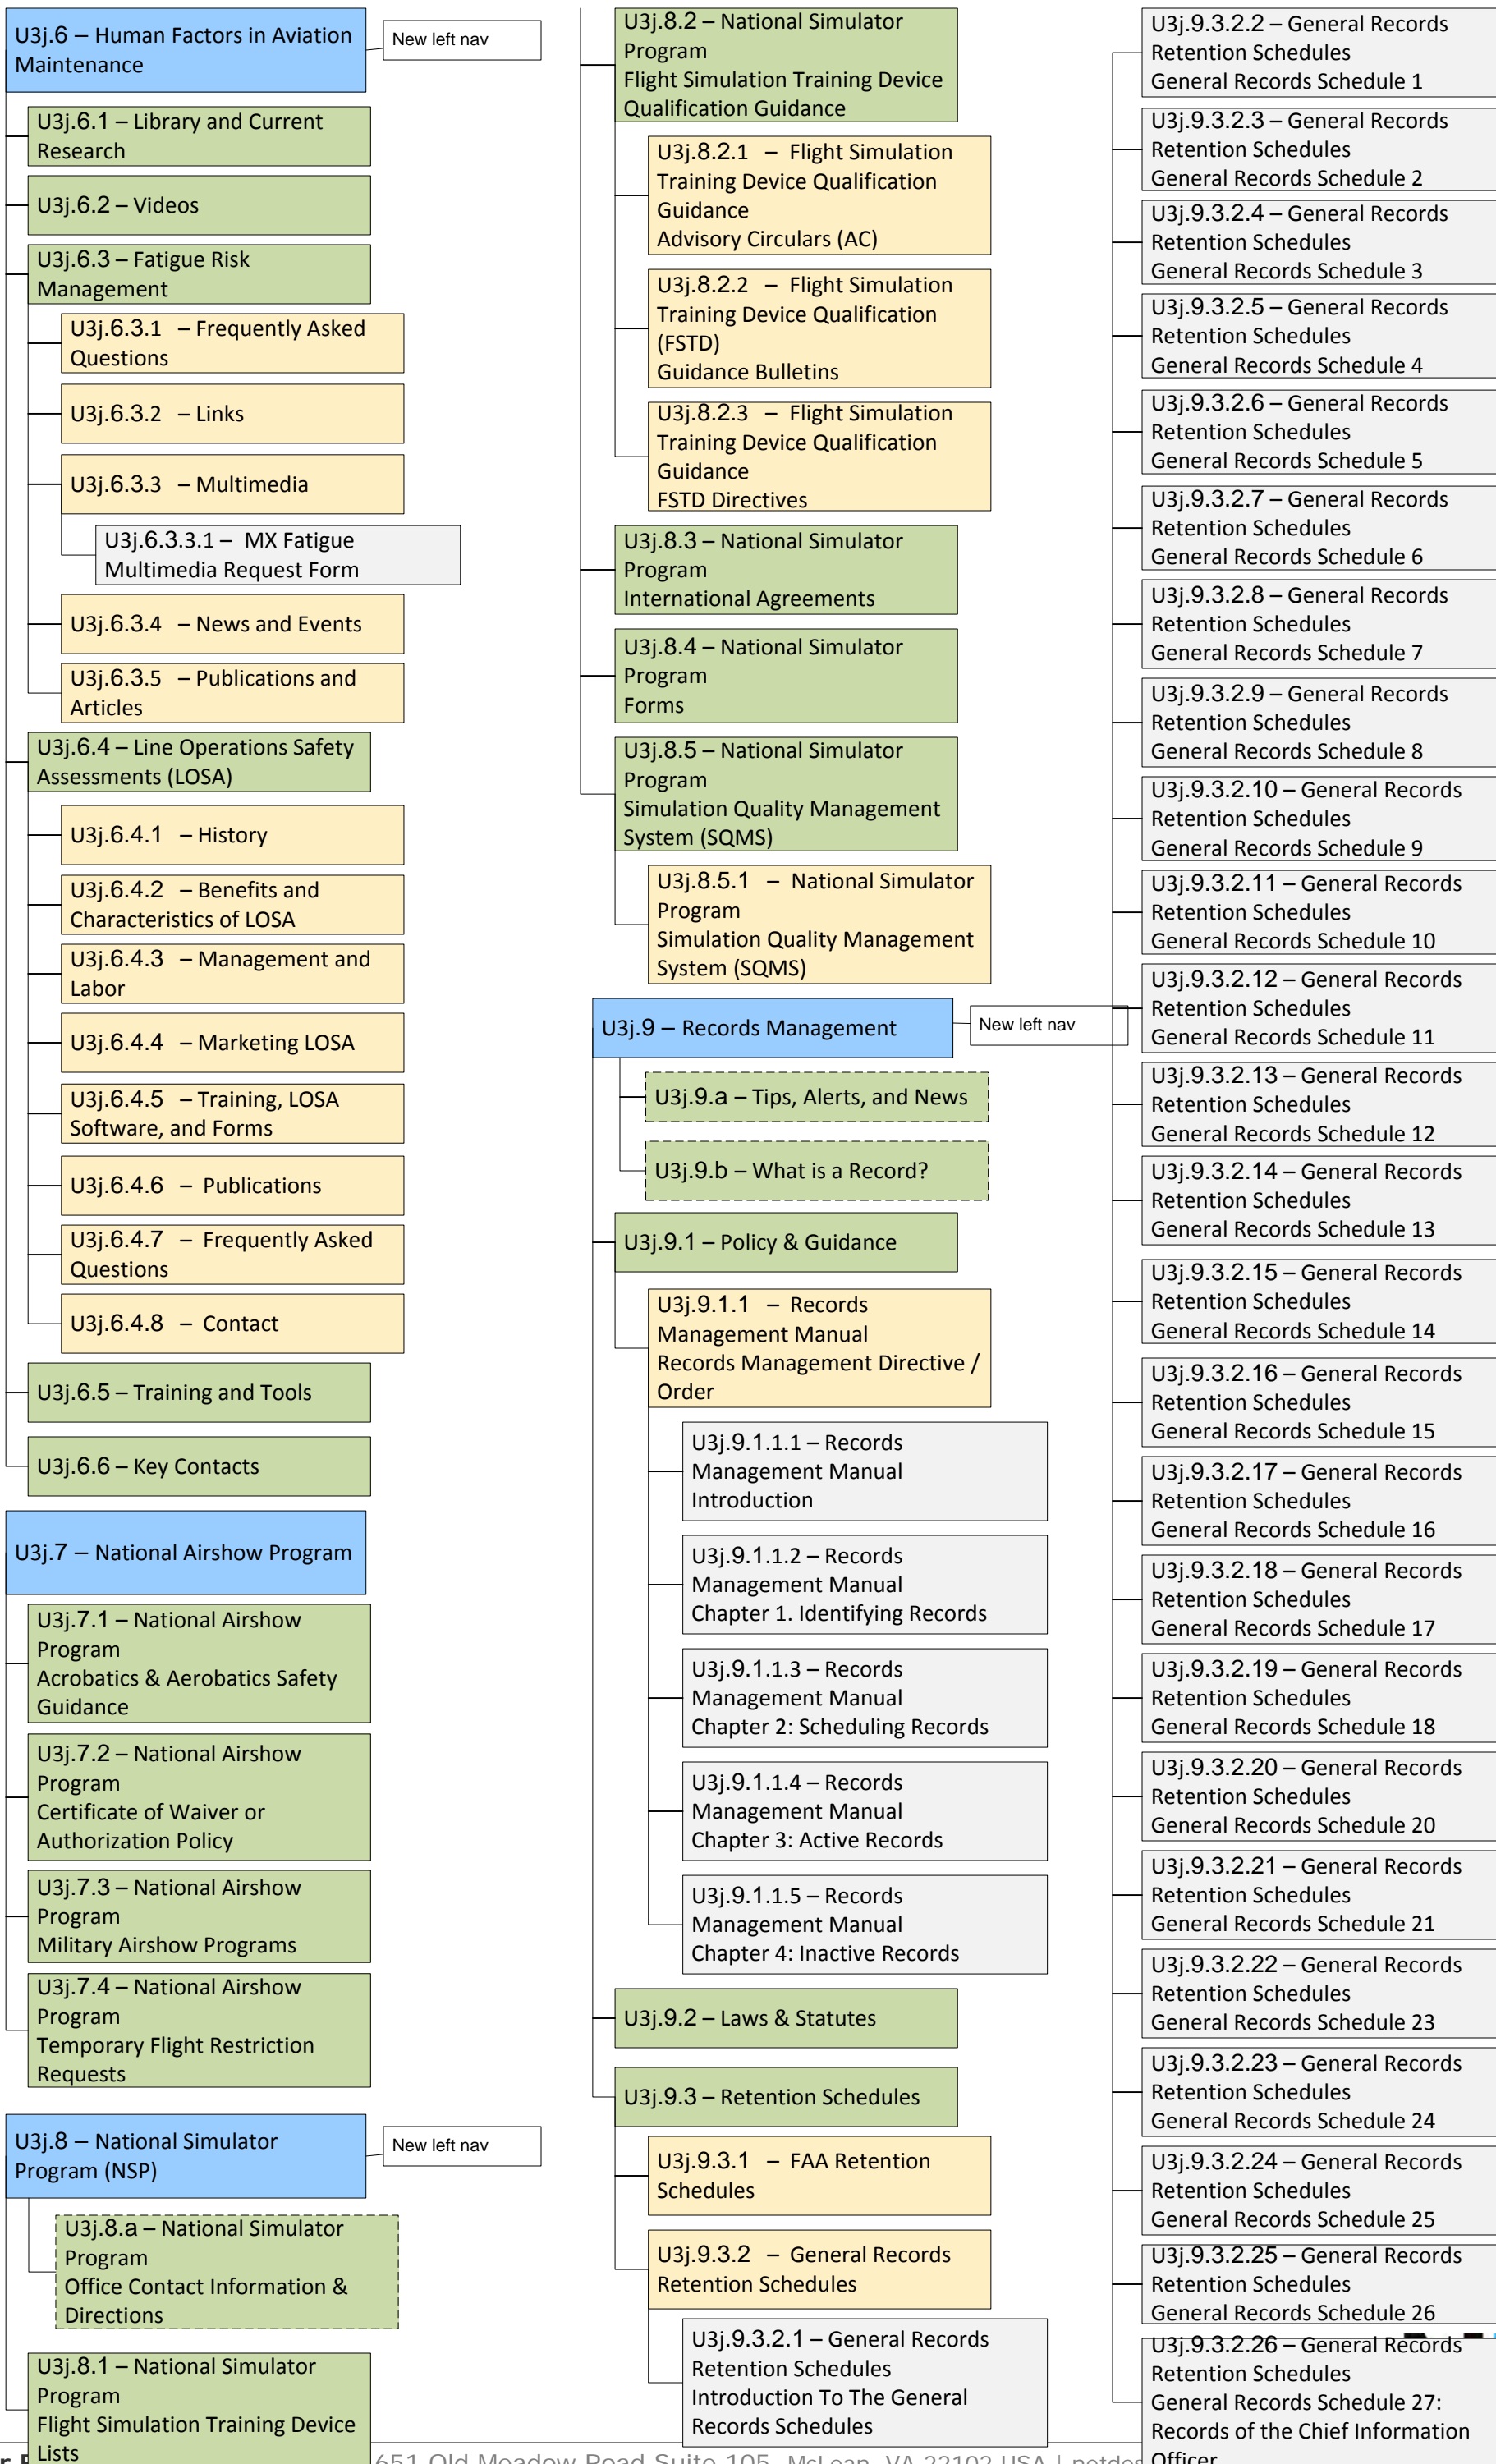 U3j.6 – Human Factors in Aviation
Maintenance
New left nav
U3j.6.1 – Library and Current
Research
U3j.6.2 – Videos
U3j.6.3 – Fatigue Risk
Management
U3j.6.3.1 – Frequently Asked
Questions
U3j.6.3.2 – Links
U3j.6.3.3 – Multimedia
U3j.6.3.3.1 – MX Fatigue
Multimedia Request Form
U3j.6.3.4 – News and Events
U3j.6.3.5 – Publications and
Articles
U3j.6.4 – Line Operations Safety
Assessments (LOSA)
U3j.6.4.1 – History
U3j.6.4.2 – Benefits and
Characteristics of LOSA
U3j.6.4.3 – Management and
Labor
U3j.6.4.4 – Marketing LOSA
U3j.6.4.5 – Training, LOSA
Software, and Forms
U3j.6.4.6 – Publications
U3j.6.4.7 – Frequently Asked
Questions
U3j.6.4.8 – Contact
U3j.6.5 – Training and Tools
U3j.6.6 – Key Contacts
U3j.7 – National Airshow Program
U3j.7.1 – National Airshow
Program
Acrobatics & Aerobatics Safety
Guidance
U3j.7.2 – National Airshow
Program
Certificate of Waiver or
Authorization Policy
U3j.7.3 – National Airshow
Program
Military Airshow Programs
U3j.7.4 – National Airshow
Program
Temporary Flight Restriction
Requests
U3j.8 – National Simulator
Program (NSP)
New left nav
U3j.8.a – National Simulator
Program
Office Contact Information &
Directions
U3j.8.1 – National Simulator
Program
Flight Simulation Training Device
Lists
U3j.8.2 – National Simulator
Program
Flight Simulation Training Device
Qualification Guidance
U3j.8.2.1 – Flight Simulation
Training Device Qualification
Guidance
Advisory Circulars (AC)
U3j.8.2.2 – Flight Simulation
Training Device Qualification
(FSTD)
Guidance Bulletins
U3j.8.2.3 – Flight Simulation
Training Device Qualification
Guidance
FSTD Directives
U3j.8.3 – National Simulator
Program
International Agreements
U3j.8.4 – National Simulator
Program
Forms
U3j.8.5 – National Simulator
Program
Simulation Quality Management
System (SQMS)
U3j.8.5.1 – National Simulator
Program
Simulation Quality Management
System (SQMS)
U3j.9 – Records Management
New left nav
U3j.9.a – Tips, Alerts, and News
U3j.9.b – What is a Record?
U3j.9.1 – Policy & Guidance
U3j.9.1.1 – Records
Management Manual
Records Management Directive /
Order
U3j.9.1.1.1 – Records
Management Manual
Introduction
U3j.9.1.1.2 – Records
Management Manual
Chapter 1. Identifying Records
U3j.9.1.1.3 – Records
Management Manual
Chapter 2: Scheduling Records
U3j.9.1.1.4 – Records
Management Manual
Chapter 3: Active Records
U3j.9.1.1.5 – Records
Management Manual
Chapter 4: Inactive Records
U3j.9.2 – Laws & Statutes
U3j.9.3 – Retention Schedules
U3j.9.3.1 – FAA Retention
Schedules
U3j.9.3.2 – General Records
Retention Schedules
U3j.9.3.2.1 – General Records
Retention Schedules
Introduction To The General
Records Schedules
U3j.9.3.2.2 – General Records
Retention Schedules
General Records Schedule 1
U3j.9.3.2.3 – General Records
Retention Schedules
General Records Schedule 2
U3j.9.3.2.4 – General Records
Retention Schedules
General Records Schedule 3
U3j.9.3.2.5 – General Records
Retention Schedules
General Records Schedule 4
U3j.9.3.2.6 – General Records
Retention Schedules
General Records Schedule 5
U3j.9.3.2.7 – General Records
Retention Schedules
General Records Schedule 6
U3j.9.3.2.8 – General Records
Retention Schedules
General Records Schedule 7
U3j.9.3.2.9 – General Records
Retention Schedules
General Records Schedule 8
U3j.9.3.2.10 – General Records
Retention Schedules
General Records Schedule 9
U3j.9.3.2.11 – General Records
Retention Schedules
General Records Schedule 10
U3j.9.3.2.12 – General Records
Retention Schedules
General Records Schedule 11
U3j.9.3.2.13 – General Records
Retention Schedules
General Records Schedule 12
U3j.9.3.2.14 – General Records
Retention Schedules
General Records Schedule 13
U3j.9.3.2.15 – General Records
Retention Schedules
General Records Schedule 14
U3j.9.3.2.16 – General Records
Retention Schedules
General Records Schedule 15
U3j.9.3.2.17 – General Records
Retention Schedules
General Records Schedule 16
U3j.9.3.2.18 – General Records
Retention Schedules
General Records Schedule 17
U3j.9.3.2.19 – General Records
Retention Schedules
General Records Schedule 18
U3j.9.3.2.20 – General Records
Retention Schedules
General Records Schedule 20
U3j.9.3.2.21 – General Records
Retention Schedules
General Records Schedule 21
U3j.9.3.2.22 – General Records
Retention Schedules
General Records Schedule 23
U3j.9.3.2.23 – General Records
Retention Schedules
General Records Schedule 24
U3j.9.3.2.24 – General Records
Retention Schedules
General Records Schedule 25
U3j.9.3.2.25 – General Records
Retention Schedules
General Records Schedule 26
U3j.9.3.2.26 – General Records
Retention Schedules
General Records Schedule 27:
Records of the Chief Information
Officer
651 Old Meadow Road Suite 105, McLean, VA 22102 USA |